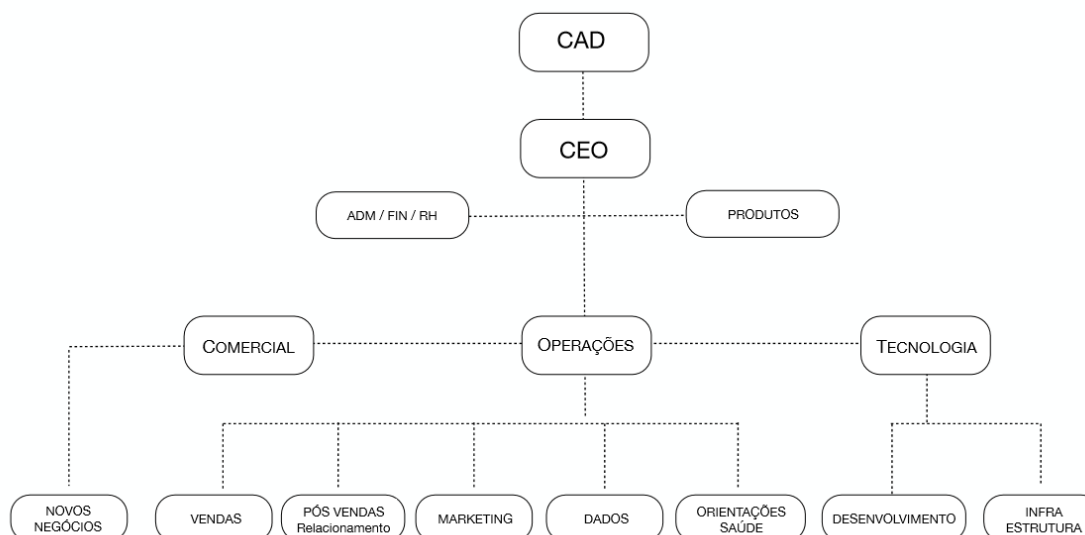 CAD
CEO
ADM / FIN / RH
PRODUTOS
COMERCIAL
OPERAÇÕES
TECNOLOGIA
NOVOS
NEGÓCIOS
VENDAS
PÓS VENDAS
Relacionamento
MARKETING
DADOS
ORIENTAÇÕES
SAÚDE
DESENVOLVIMENTO
INFRA
ESTRUTURA